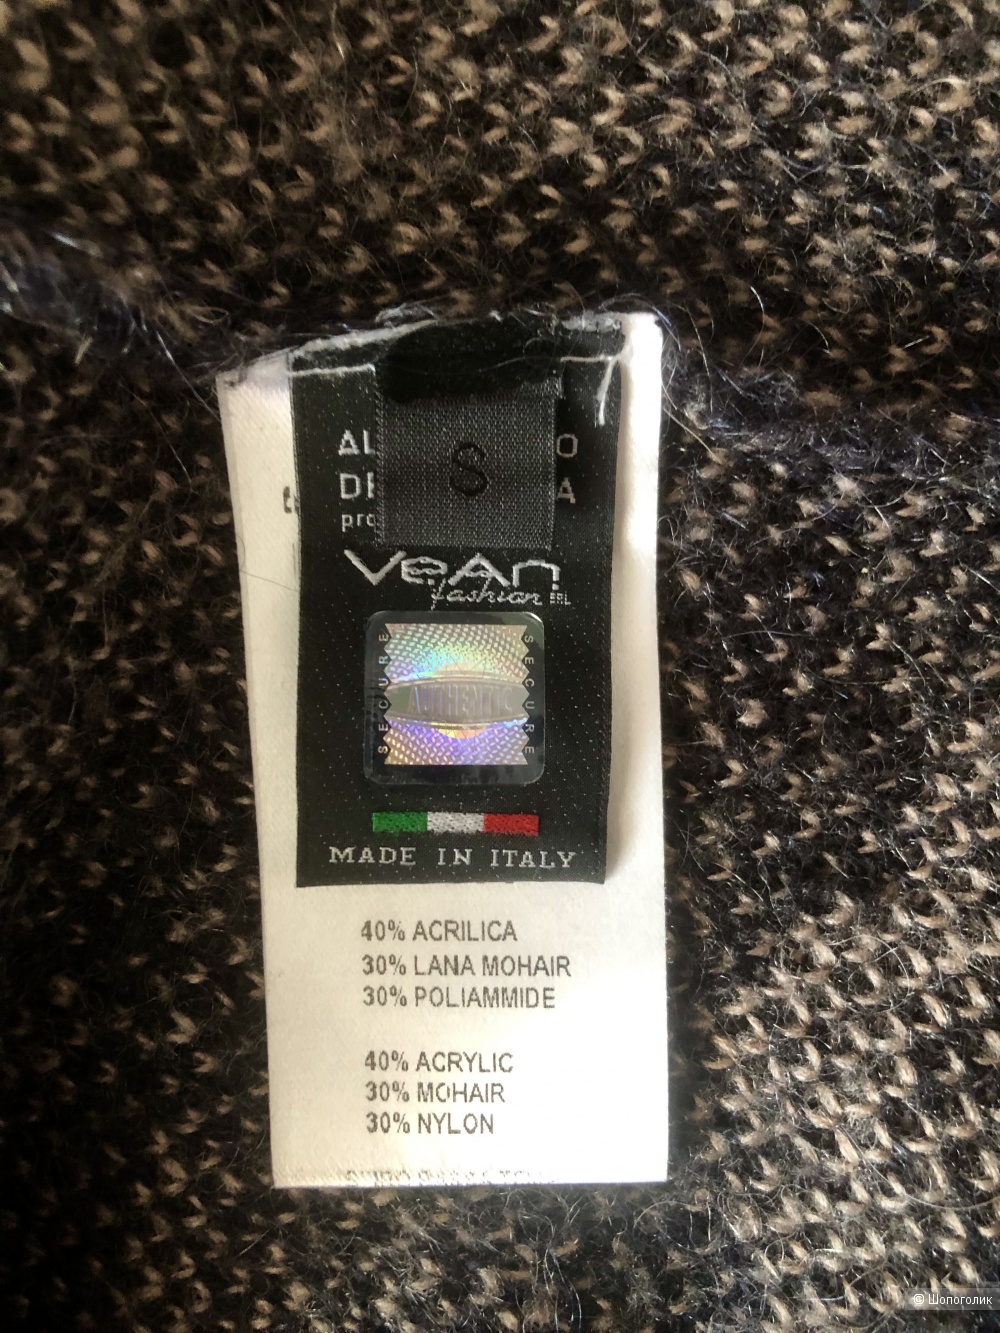 S
VeAn
fashion SRL
SECURE
AUTHENTIC
SECURE
MADE IN ITALY
40% ACRILICA
30% LANA MOHAIR
30% POLIAMMIDE
40% ACRYLIC
30% MOHAIR
30% NYLON
@ Шопоголик